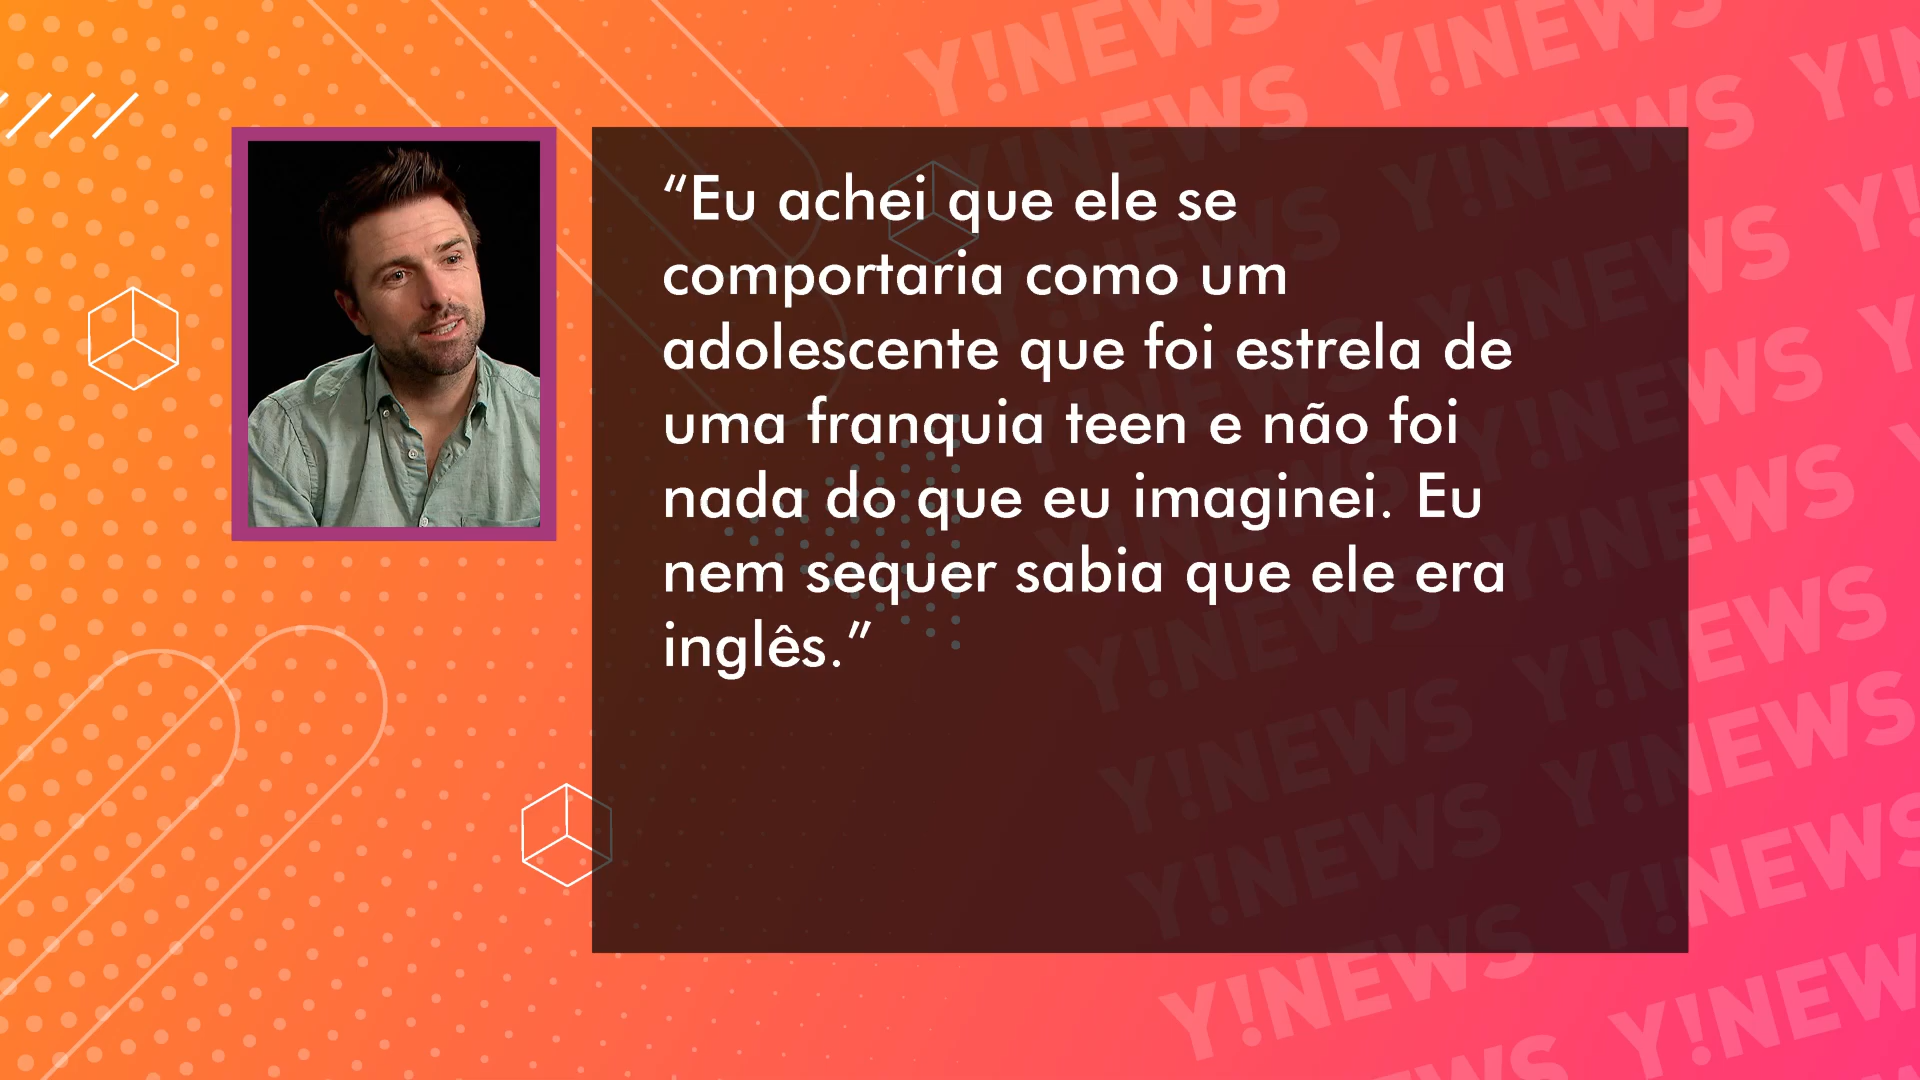 Y!NEWS
“Eu achei que ele se
comportaria como um
adolescente que foi estrela de
uma franquia teen e não foi
nada do que eu imaginei. Eu
nem sequer sabia que ele era
inglês.”